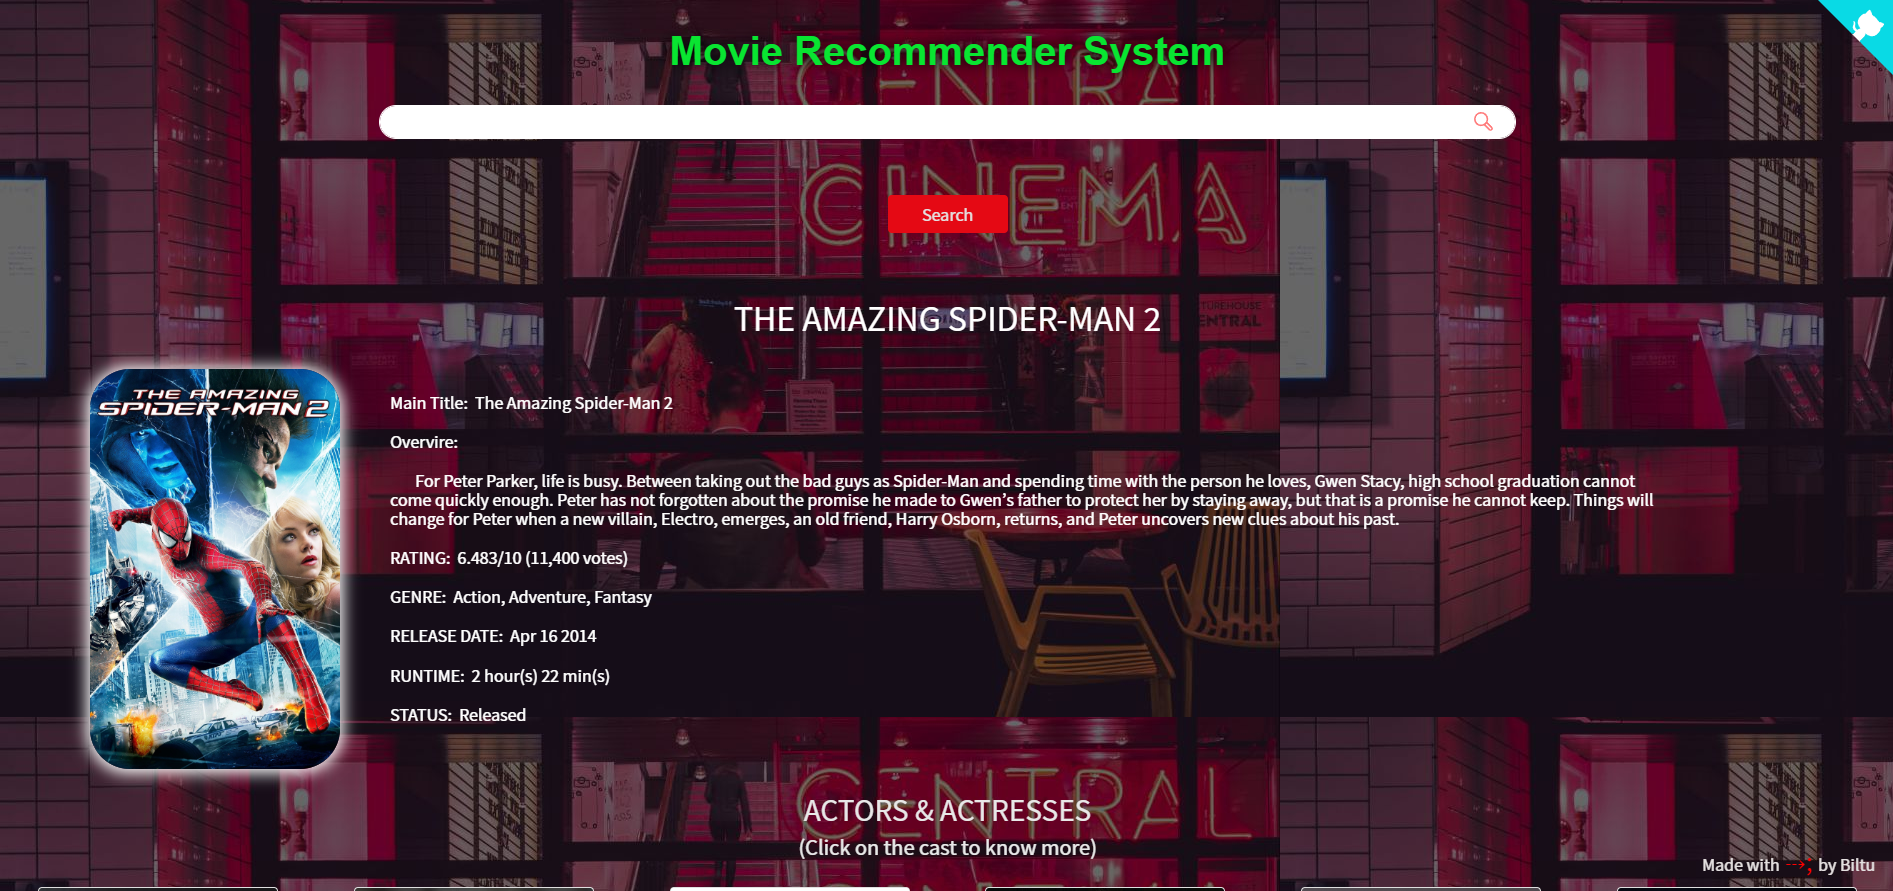 Movie Recommender System
CENTRAL
CINEMA
Search
TUREHOUSE
ENTRAL
THE AMAZING SPIDER-MAN 2
THE AMAZING
SPIDER-MAN 2
Main Title: The Amazing Spider-Man 2
Overvire:
For Peter Parker, life is busy. Between taking out the bad guys as Spider-Man and spending time with the person he loves, Gwen Stacy, high school graduation cannot
come quickly enough. Peter has not forgotten about the promise he made to Gwen’s father to protect her by staying away, but that is a promise he cannot keep. Things will
change for Peter when a new villain, Electro, emerges, an old friend, Harry Osborn, returns, and Peter uncovers new clues about his past.
RATING: 6.483/10 (11,400 votes)
GENRE: Action, Adventure, Fantasy
RELEASE DATE: Apr 16 2014
RUNTIME: 2 hour(s) 22 min(s)
STATUS: Released
CENTRAL
ACTORS & ACTRESSES
(Click on the cast to know more)
Made with ⤍; by Biltu